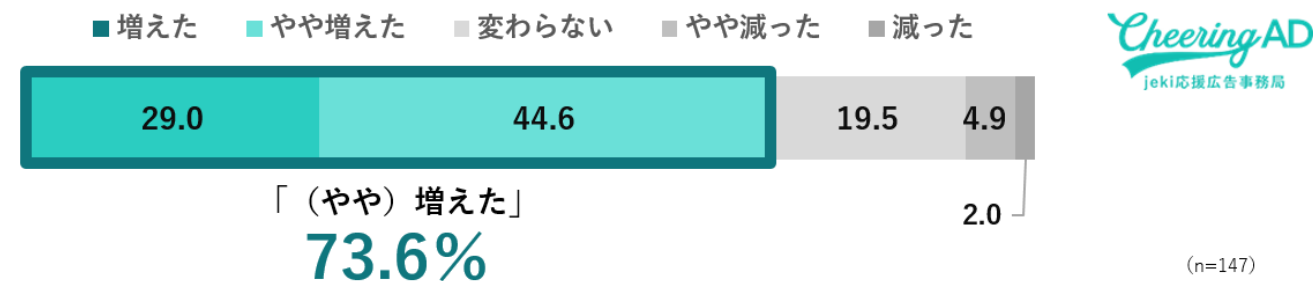 ■増えた ■やや増えた ■変わらない ■やや減った ■減った
Cheering AD
jeki応援広告事務局
29.0 44.6 19.5 4.9
2.0
「（やや）増えた」
73.6%
（n=147）